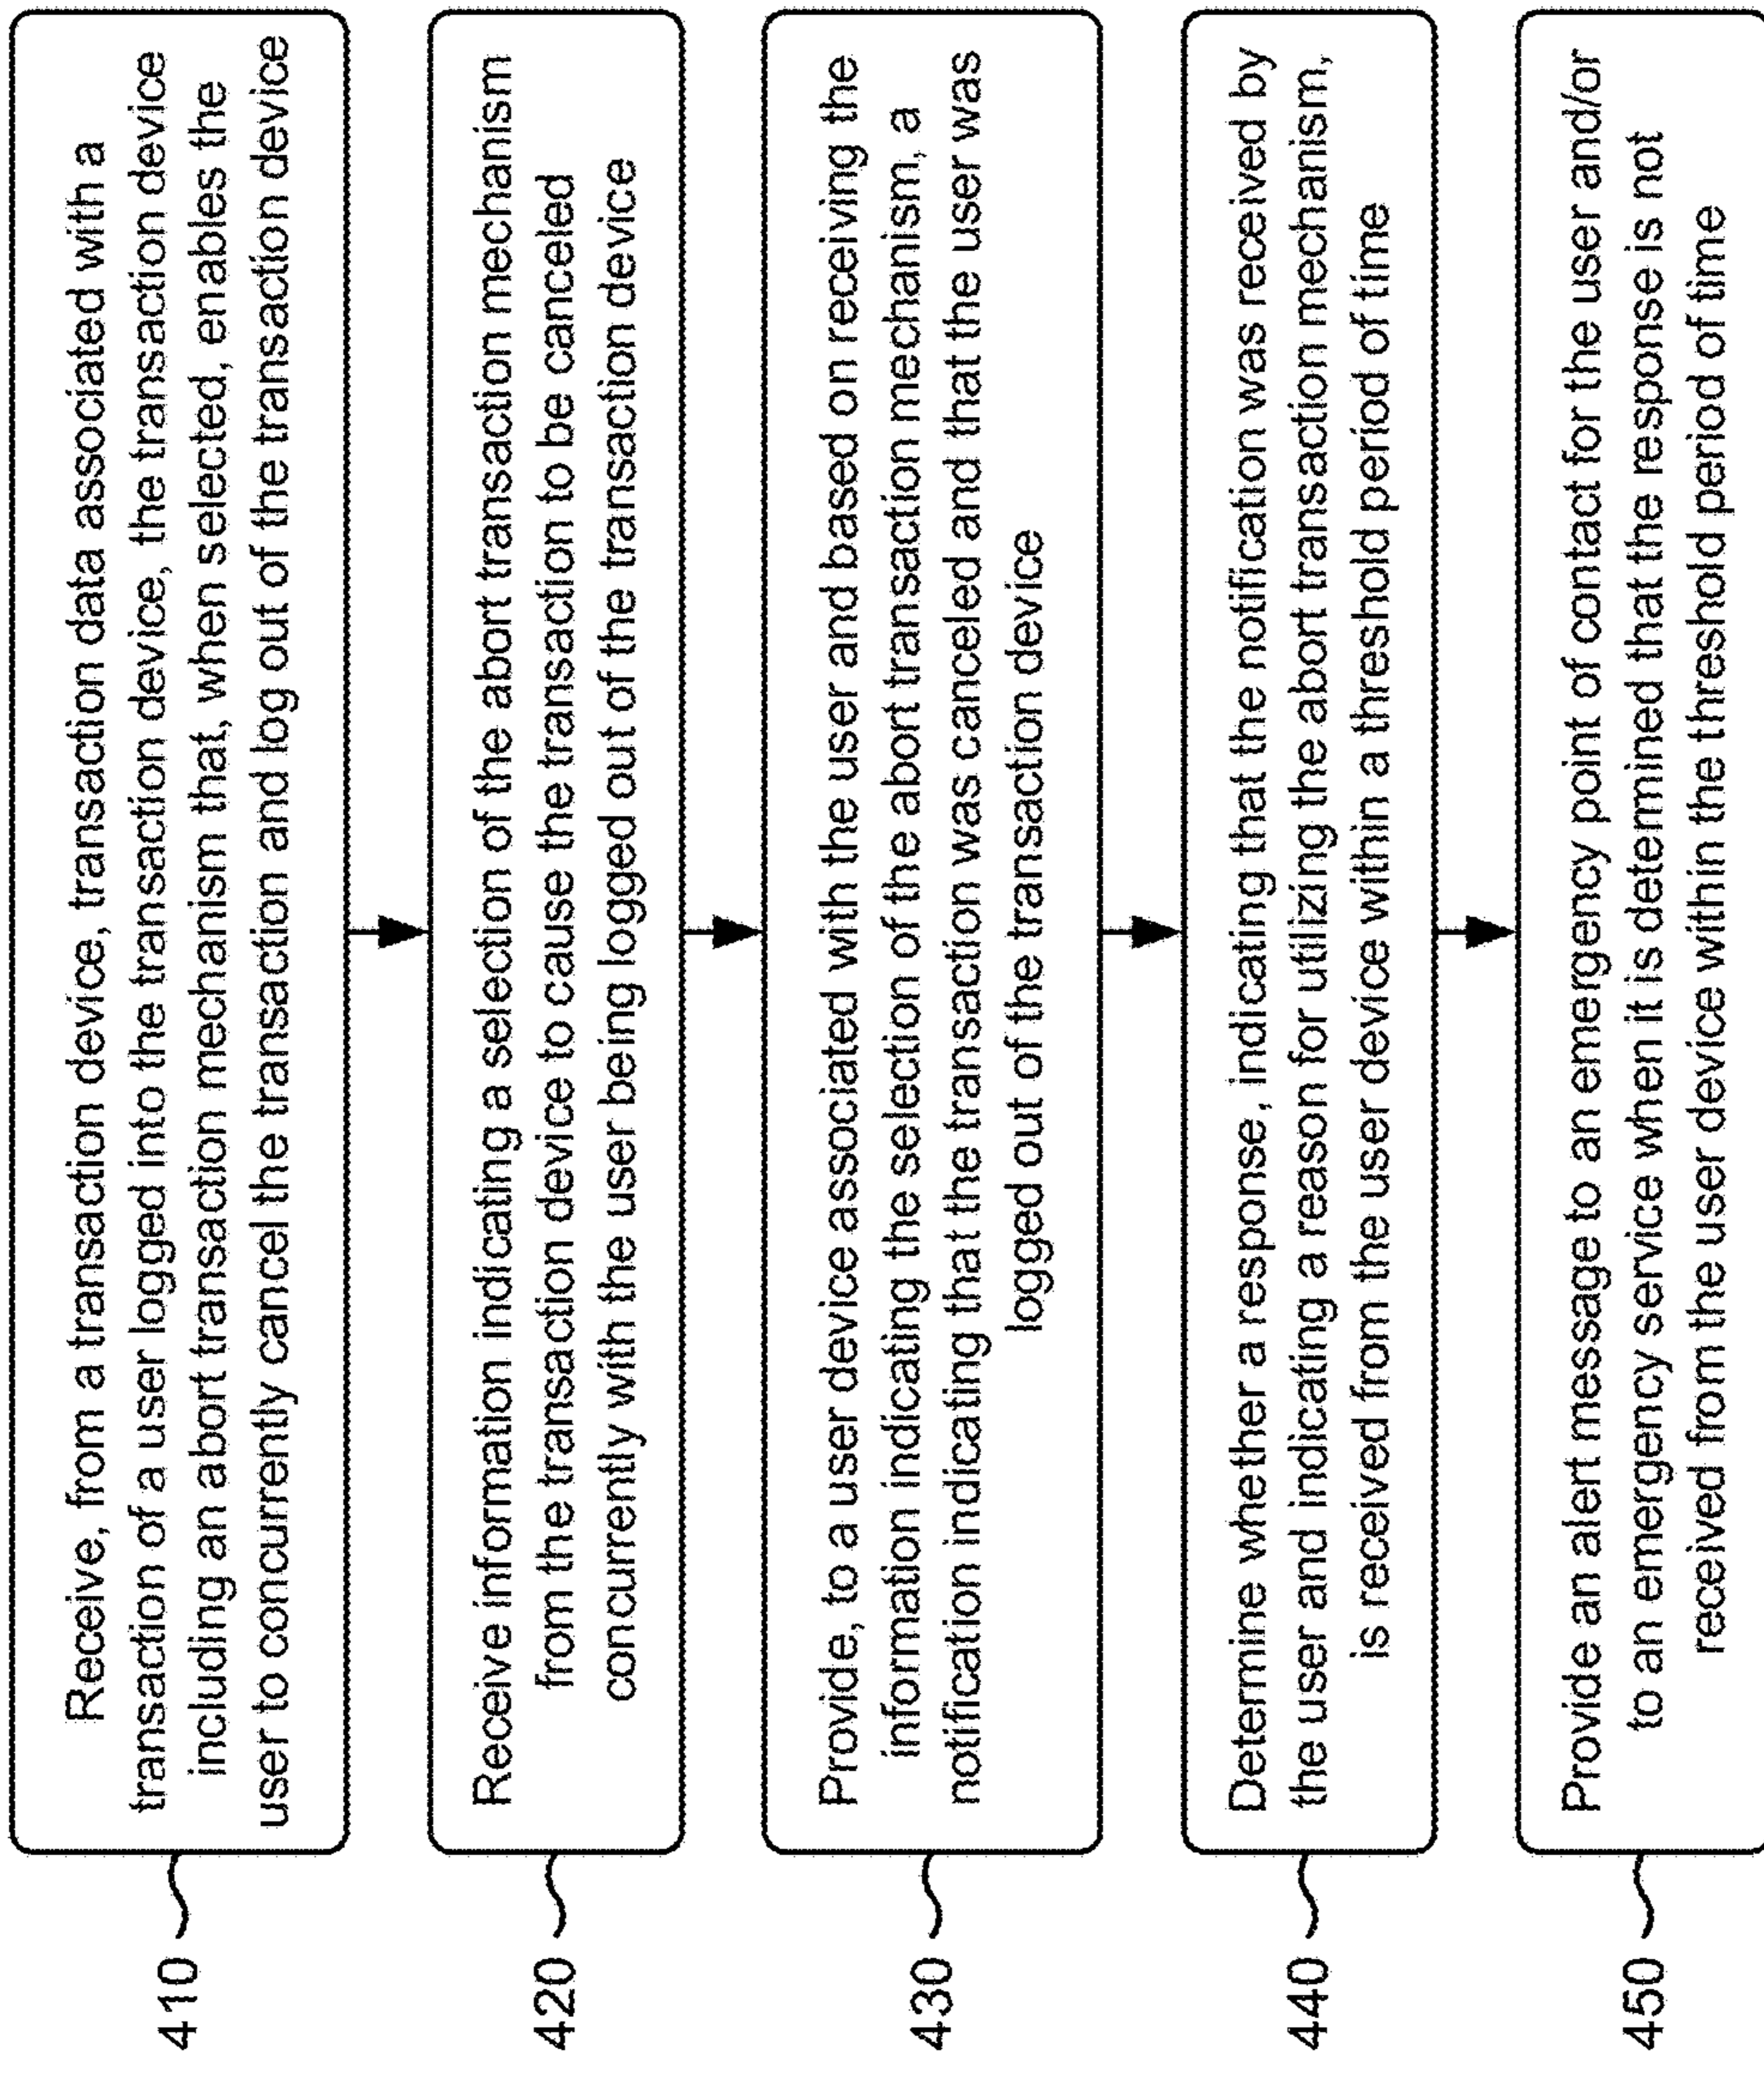 410
Receive, from a transaction device, transaction data associated with a
transaction of a user logged into the transaction device, the transaction device
including an abort transaction mechanism that, when selected, enables the
user to concurrently cancel the transaction and log out of the transaction device
420
Receive information indicating a selection of the abort transaction mechanism
from the transaction device to cause the transaction to be canceled
concurrently with the user being logged out of the transaction device
430
Provide, to a user device associated with the user and based on receiving the
information indicating the selection of the abort transaction mechanism, a
notification indicating that the transaction was canceled and that the user was
logged out of the transaction device
440
Determine whether a response, indicating that the notification was received by
the user and indicating a reason for utilizing the abort transaction mechanism,
is received from the user device within a threshold period of time
450
Provide an alert message to an emergency point of contact for the user and/or
to an emergency service when it is determined that the response is not
received from the user device within the threshold period of time